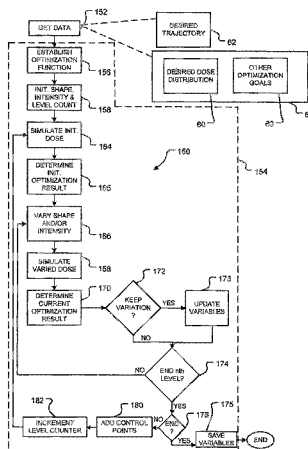 152
GET DATA
DESIRED
TRAJECTORY
62
ESTABLISH
OPTIMIZATION
FUNCTION
156
DESIRED DOSE
DISTRIBUTION
OTHER
OPTIMIZATION
GOALS
INIT. SHAPE
INTENSITY &
LEVEL COUNT
158
60
63
SIMULATE INIT.
DOSE
164
154
DETERMINE
INIT.
OPTIMIZATION
RESULT
165
150
VARY SHAPE
AND/OR
INTENSITY
166
SIMULATE
VARIED DOSE
168
172
173
DETERMINE
CURRENT
OPTIMIZATION
RESULT
170
KEEP
VARIATION
?
YES
UPDATE
VARIABLES
NO
NO
END nth
LEVEL?
174
YES
182
180
178
175
INCREMENT
LEVEL COUNTER
ADD CONTROL
POINTS
NO
END
?
YES
SAVE
VARIABLES
END